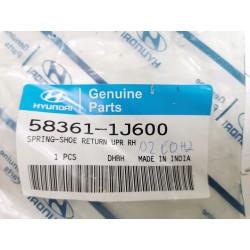 HYUNDAI
Genuine
Parts
58361-1J600
SPRING-SHOE RETURN UPR RH
1 PCS DHRH MADE IN INDIA